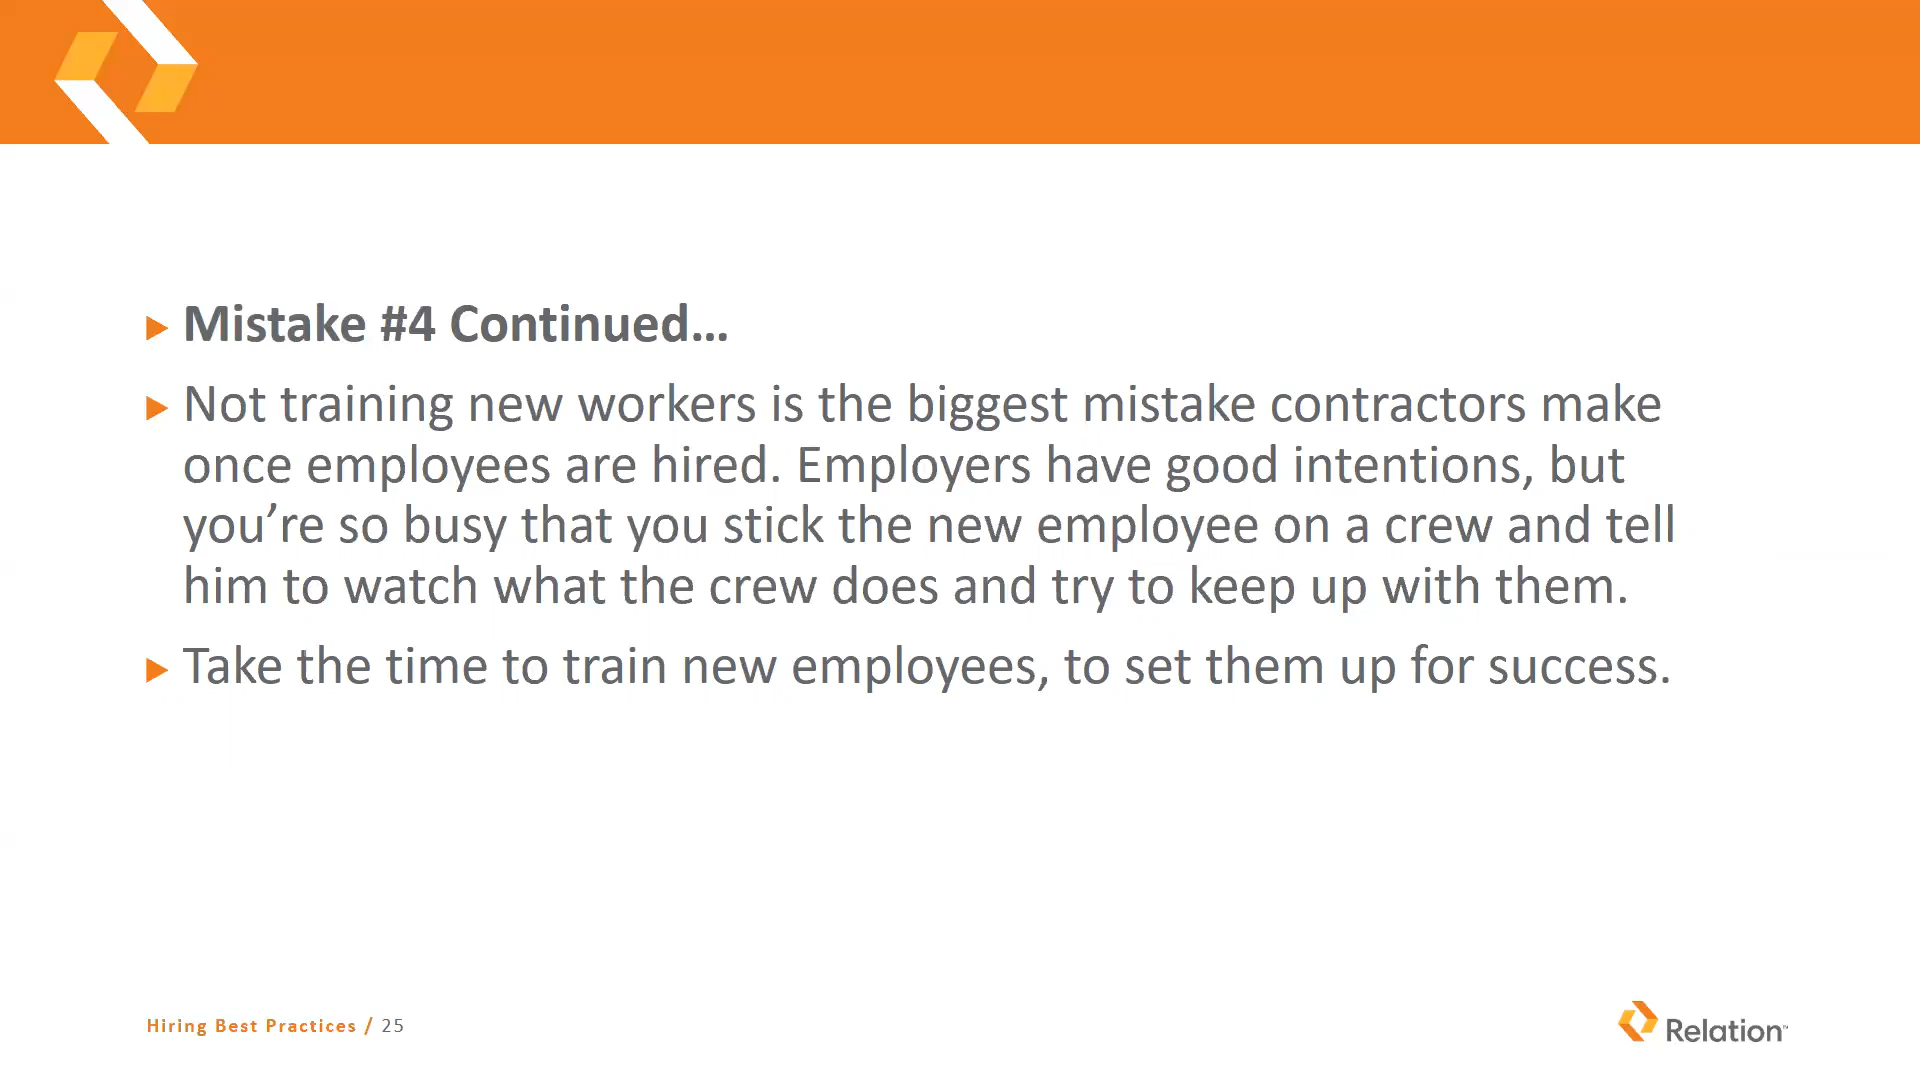 Mistake #4 Continued…
Not training new workers is the biggest mistake contractors make
once employees are hired. Employers have good intentions, but
you’re so busy that you stick the new employee on a crew and tell
him to watch what the crew does and try to keep up with them.
Take the time to train new employees, to set them up for success.
Hiring Best Practices / 25
Relation™